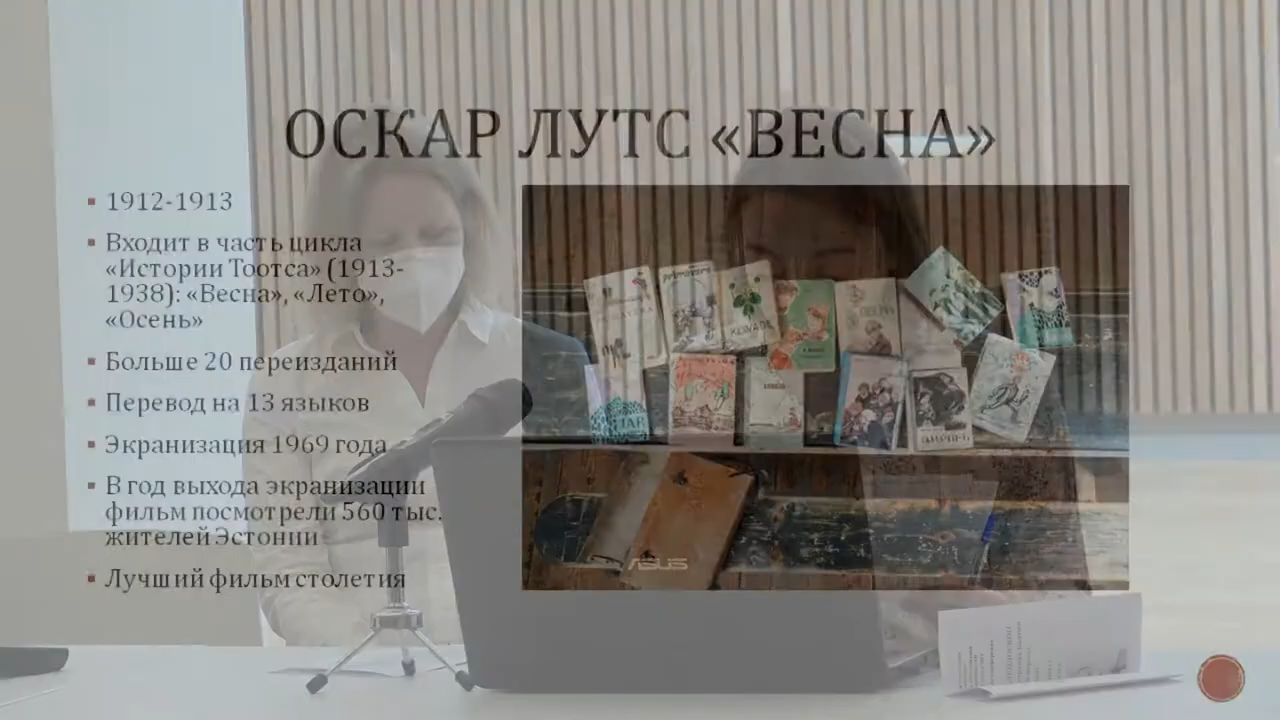 ОСКАР ЛУТС «ВЕСНА»
1912-1913
Входит в часть цикла
«Истории Тоотса» (1913-
1938): «Весна», «Лето»,
«Осень»
Больше 20 переизданий
Перевод на 13 языков
Экранизация 1969 года
В год выхода экранизации
фильм посмотрели 560 тыс.
жителей Эстонии
Лучший фильм столетия
KEVADE
ASUS